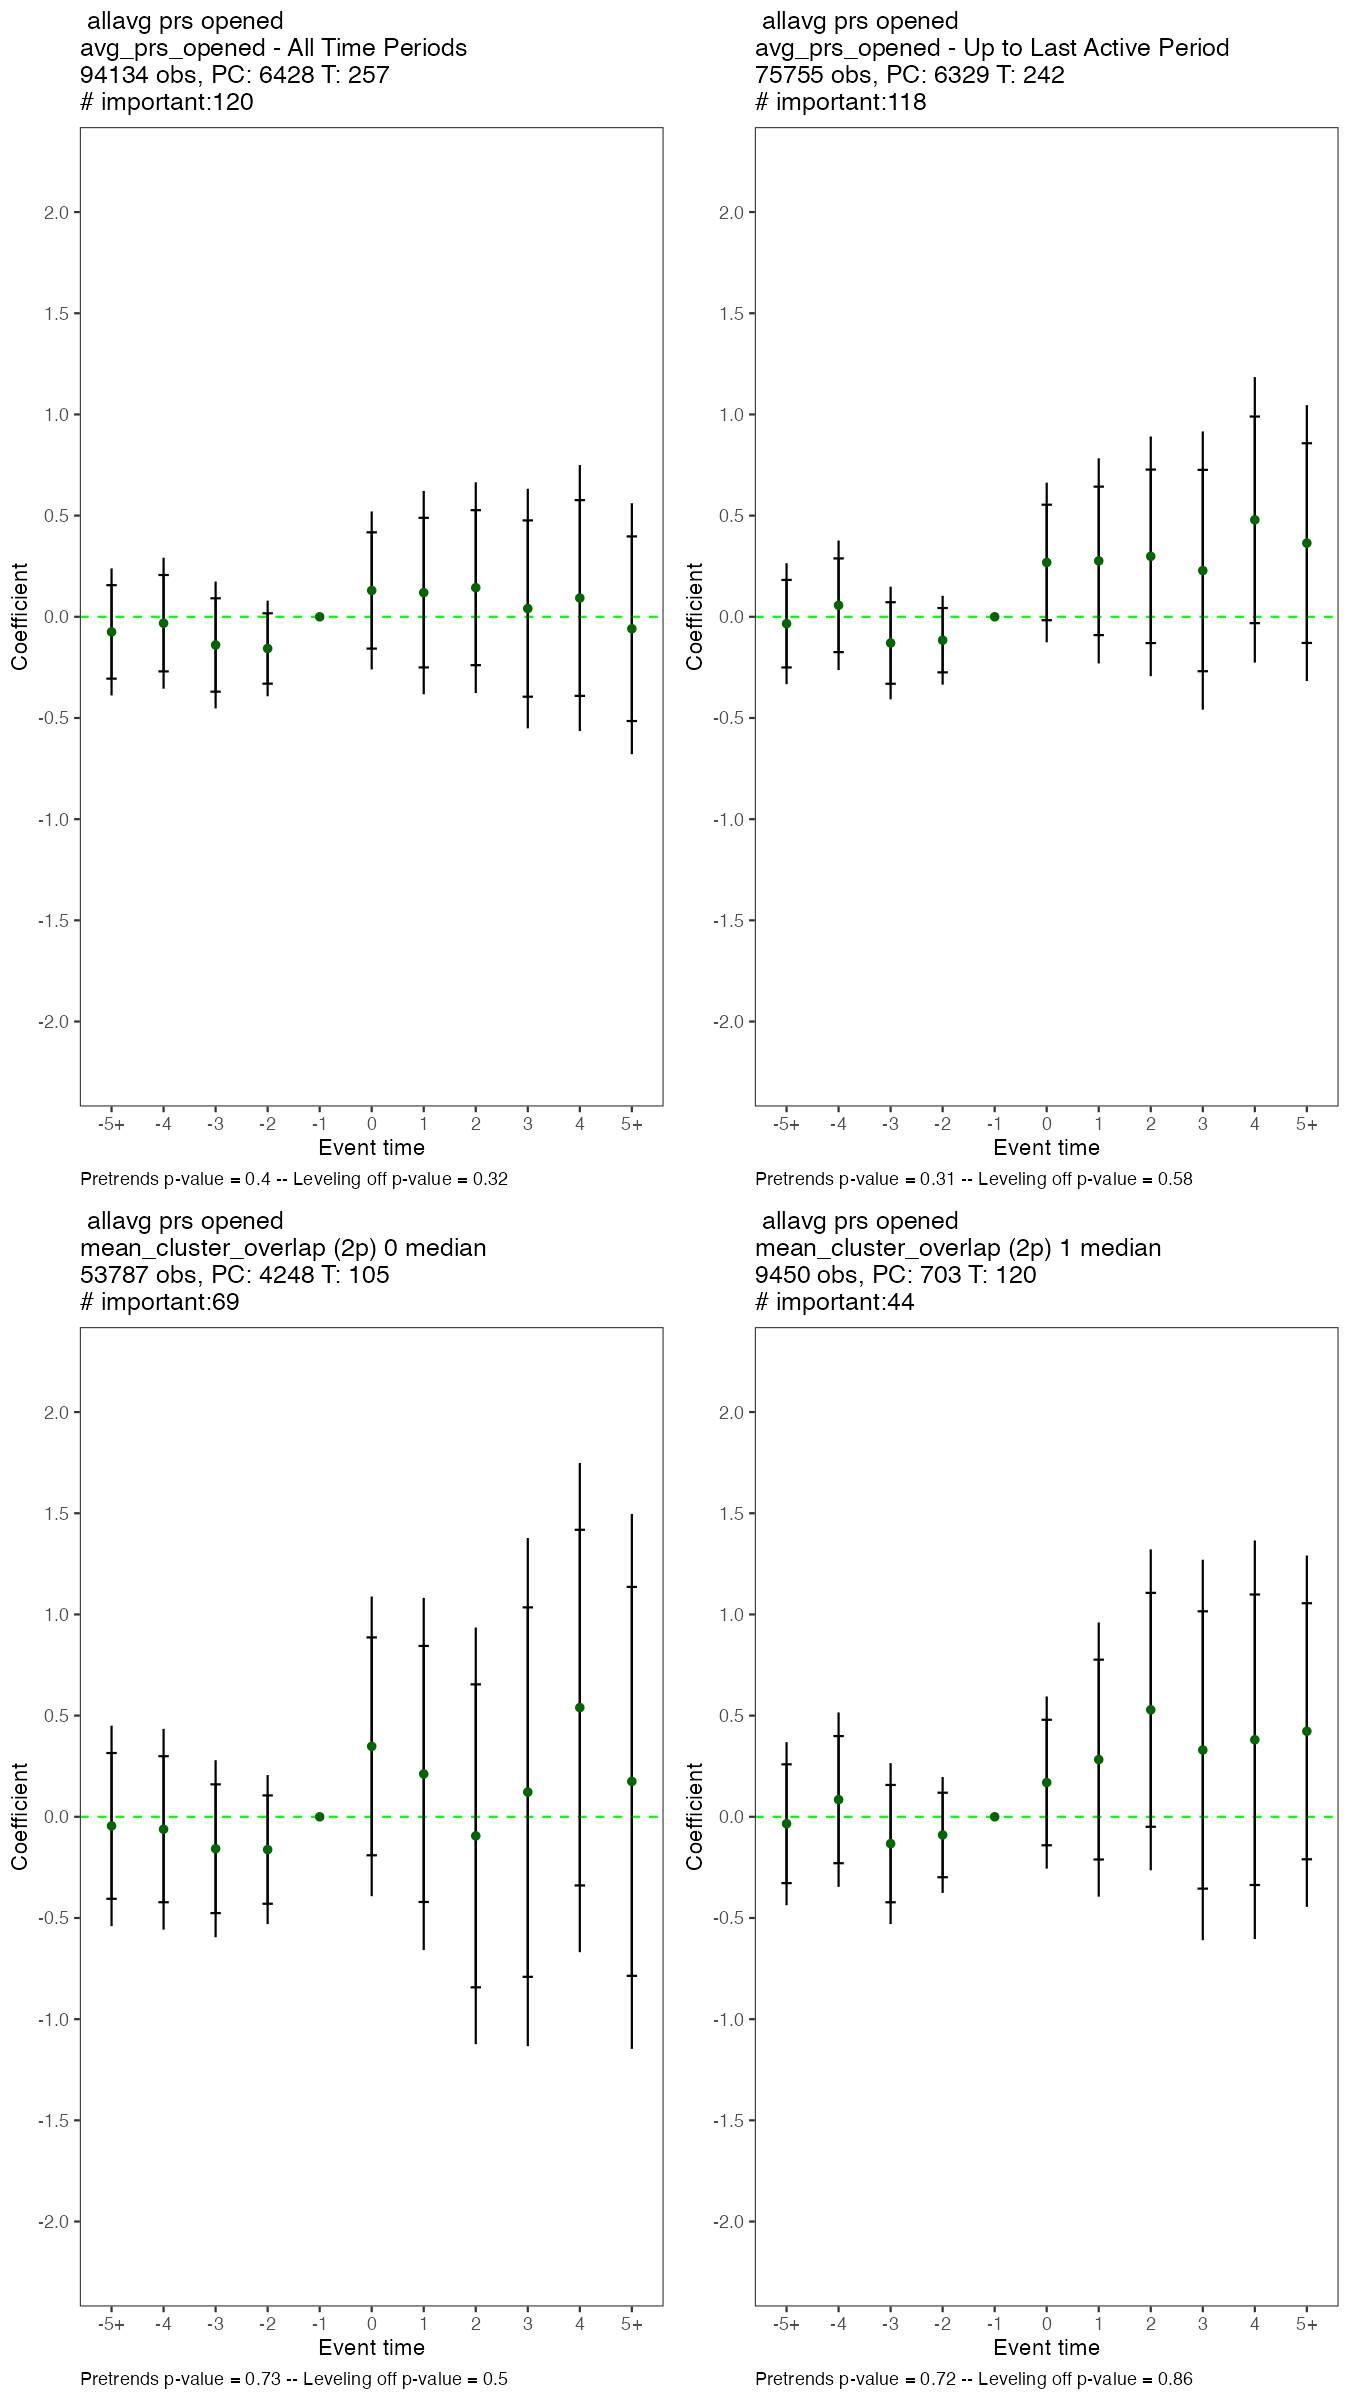 allavg prs opened
avg_prs_opened - All Time Periods
94134 obs, PC: 6428 T: 257
# important:120
2.0
1.5
1.0
0.5
0.0
-0.5
-1.0
-1.5
-2.0
Coefficient
-5+ -4 -3 -2 -1 0 1 2 3 4 5+
Event time
Pretrends p-value = 0.4 -- Leveling off p-value = 0.32
allavg prs opened
avg_prs_opened - Up to Last Active Period
75755 obs, PC: 6329 T: 242
# important:118
2.0
1.5
1.0
0.5
0.0
-0.5
-1.0
-1.5
-2.0
Coefficient
-5+ -4 -3 -2 -1 0 1 2 3 4 5+
Event time
Pretrends p-value = 0.31 -- Leveling off p-value = 0.58
allavg prs opened
mean_cluster_overlap (2p) 0 median
53787 obs, PC: 4248 T: 105
# important:69
2.0
1.5
1.0
0.5
0.0
-0.5
-1.0
-1.5
-2.0
Coefficient
-5+ -4 -3 -2 -1 0 1 2 3 4 5+
Event time
Pretrends p-value = 0.73 -- Leveling off p-value = 0.5
allavg prs opened
mean_cluster_overlap (2p) 1 median
9450 obs, PC: 703 T: 120
# important:44
2.0
1.5
1.0
0.5
0.0
-0.5
-1.0
-1.5
-2.0
Coefficient
-5+ -4 -3 -2 -1 0 1 2 3 4 5+
Event time
Pretrends p-value = 0.72 -- Leveling off p-value = 0.86